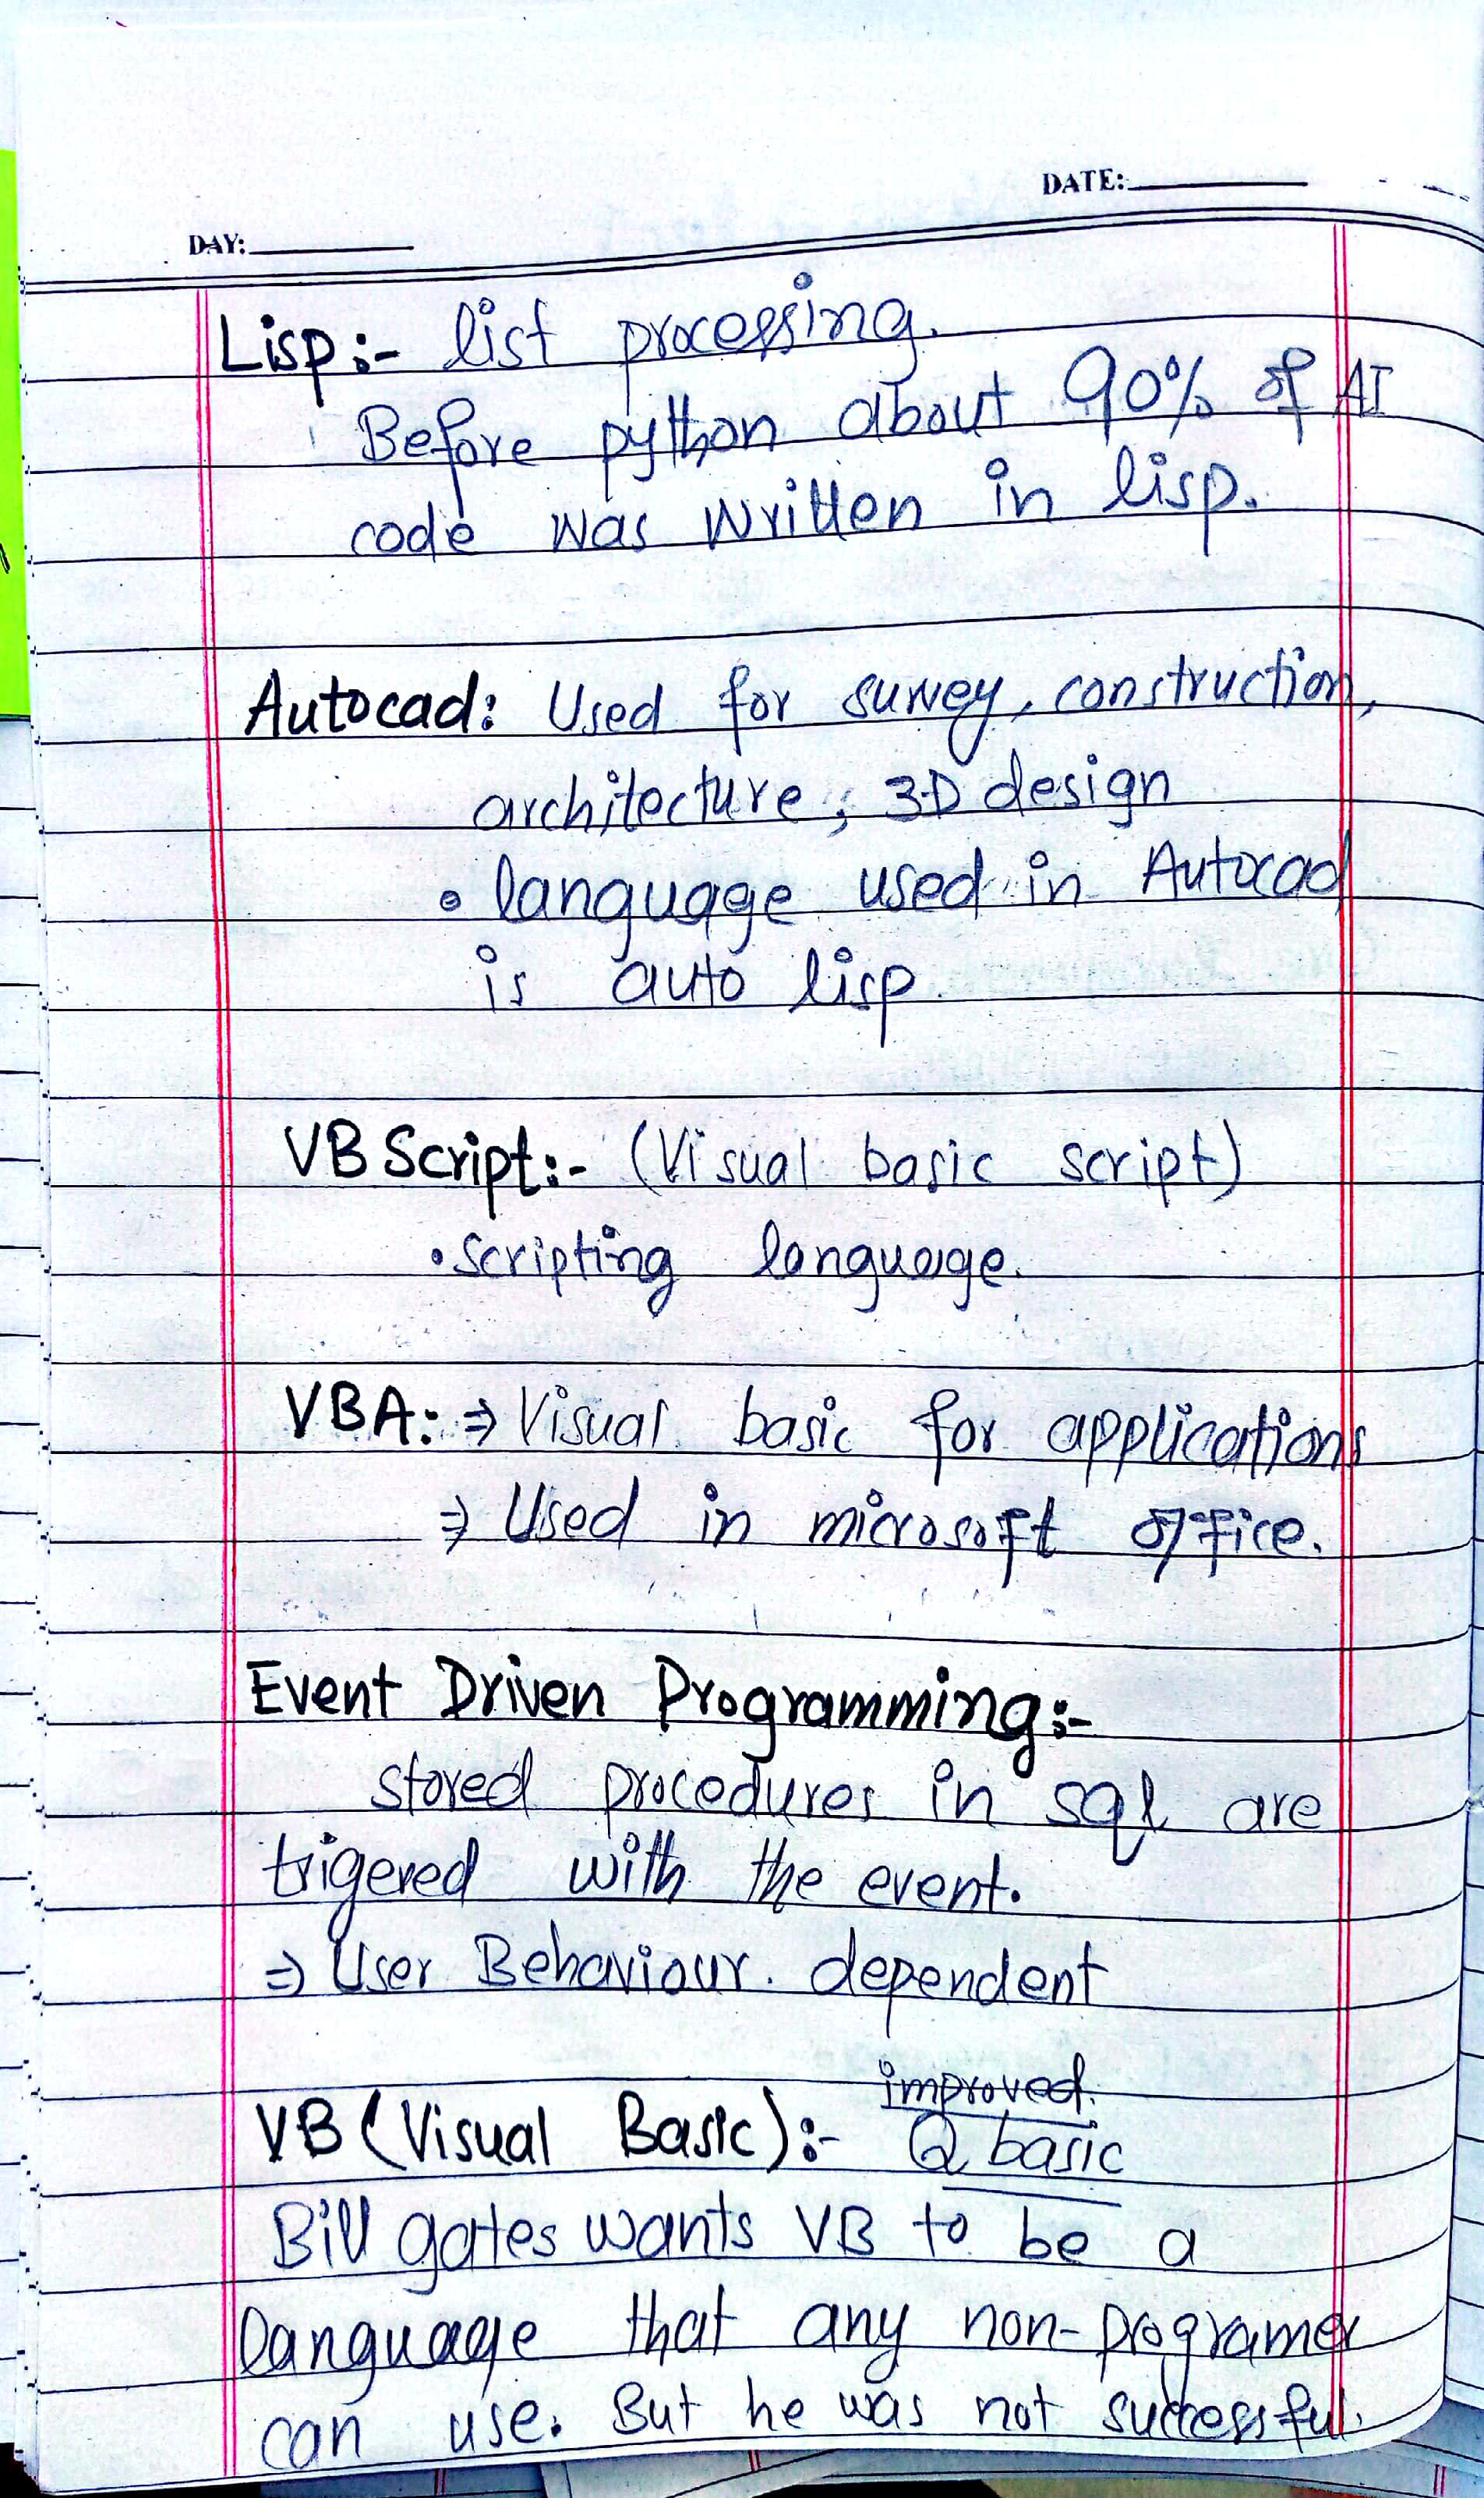 DATE:
DAY:
Lisp:- list processing.
Before python about 90% of AI
code was written in lisp.
Autocad: Used for survey, construction,
architecture, 3-D design
• language used in Autocad
is auto lisp.
VB Script:- (Visual basic script)
• scripting language.
VBA: ⇒ Visual basic for applications
⇒ Used in microsoft office.
Event Driven Programming:-
stored procedures in sql are
trigered with the event.
⇒ User Behaviour dependent
improved.
VB (Visual Basic):- Q basic
Bill gates wants VB to be a
language that any non-programer
can use. But he was not successful.